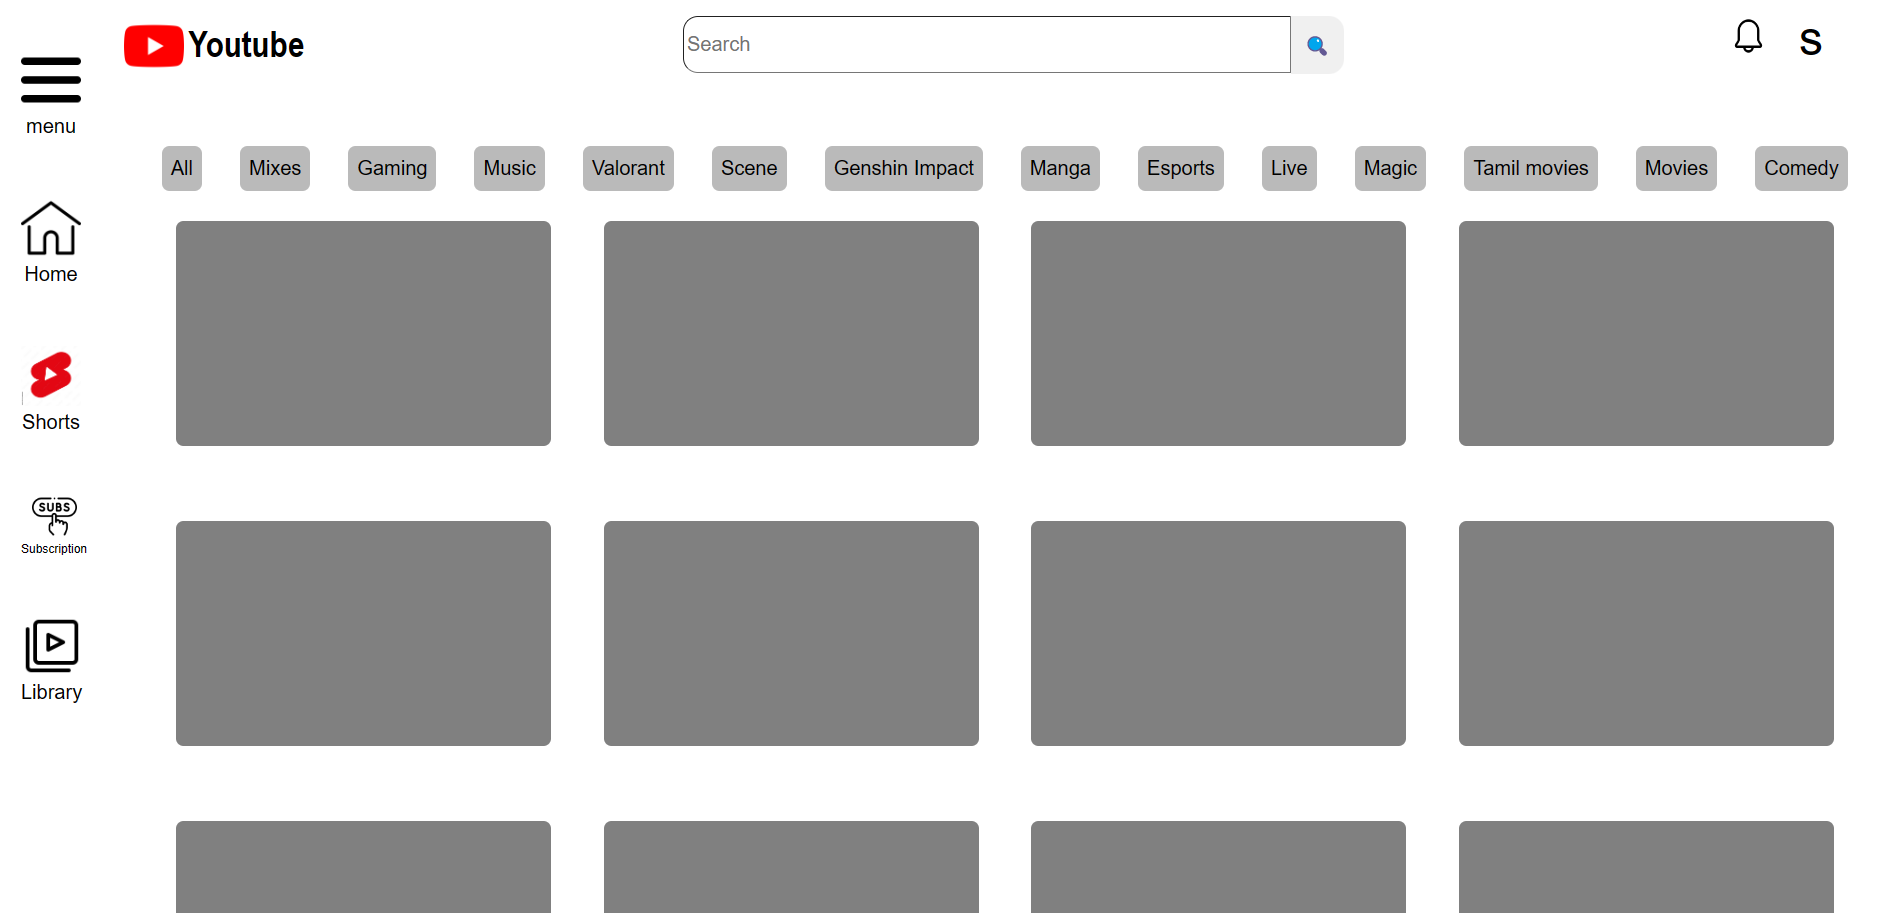 Youtube
Search
S
menu
All Mixes Gaming Music Valorant Scene Genshin Impact Manga Esports Live Magic Tamil movies Movies Comedy
Home
Shorts
SUBS
Subscription
Library